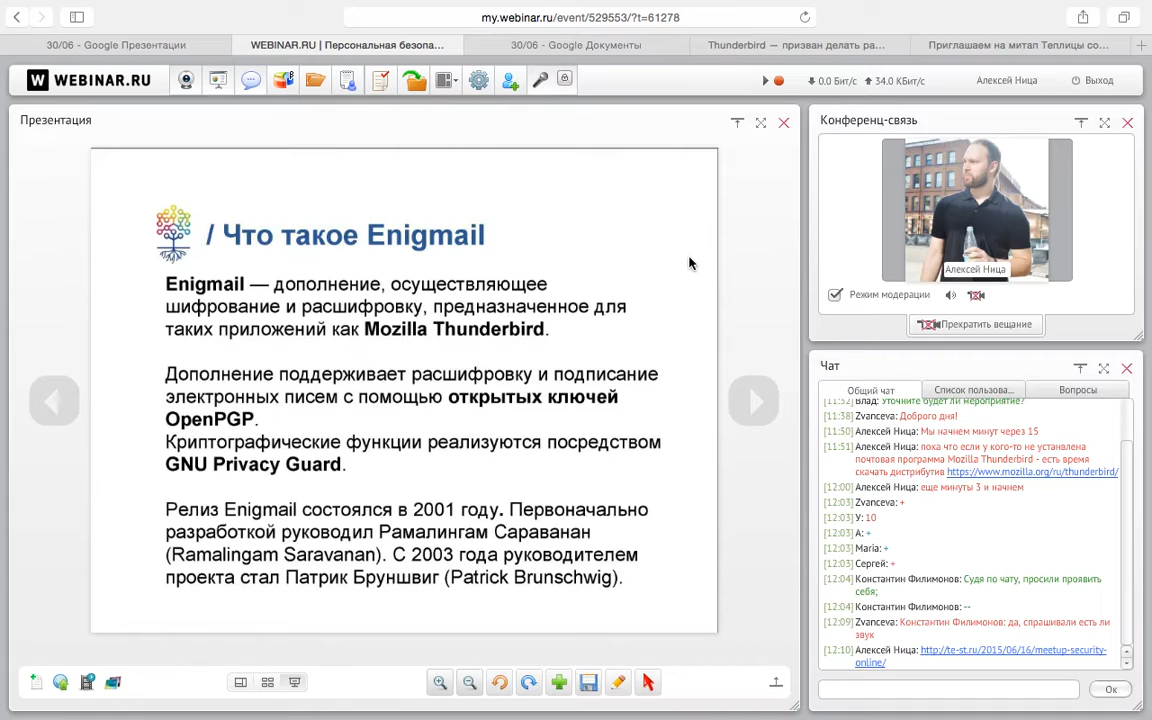 my.webinar.ru/event/529553/?t=61278
30/06 - Google Презентации
WEBINAR.RU | Персональная безопа...
30/06 - Google Документы
Thunderbird — призван делать ра...
Приглашаем на митап Теплицы со...
W WEBINAR.RU
0.0 Бит/с
34.0 КБит/с
Алексей Ница
Выход
Презентация
/ Что такое Enigmail
Enigmail — дополнение, осуществляющее
шифрование и расшифровку, предназначенное для
таких приложений как Mozilla Thunderbird.
Дополнение поддерживает расшифровку и подписание
электронных писем с помощью открытых ключей
OpenPGP.
Криптографические функции реализуются посредством
GNU Privacy Guard.
Релиз Enigmail состоялся в 2001 году. Первоначально
разработкой руководил Рамалингам Сараванан
(Ramalingam Saravanan). С 2003 года руководителем
проекта стал Патрик Бруншвиг (Patrick Brunschwig).
Конференц-связь
Алексей Ница
Режим модерации
Прекратить вещание
Чат
Общий чат
Список пользова...
Вопросы
[11:32] Влад: Уточните будет ли мероприятие?
[11:38] Zvanceva: Доброго дня!
[11:50] Алексей Ница: Мы начнем минут через 15
[11:51] Алексей Ница: пока что если у кого-то не уставлена
почтовая программа Mozilla Thunderbird - есть время
скачать дистрибутив https://www.mozilla.org/ru/thunderbird/
[12:00] Алексей Ница: еще минуты 3 и начнем
[12:03] Zvanceva: +
[12:03] У: 10
[12:03] А: +
[12:03] Maria: +
[12:03] Сергей: +
[12:04] Константин Филимонов: Судя по чату, просили проявить
себя;
[12:04] Константин Филимонов: --
[12:09] Zvanceva: Константин Филимонов: да, спрашивали есть ли
звук
[12:10] Алексей Ница: http://te-st.ru/2015/06/16/meetup-security-
online/
Ок